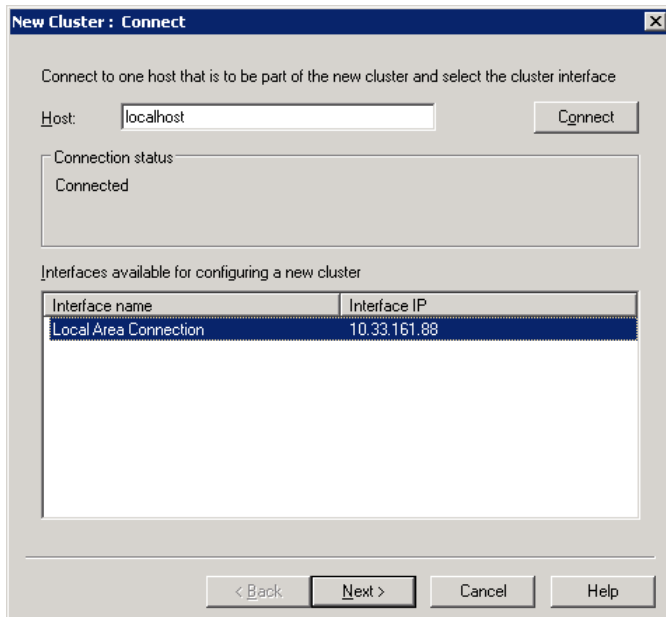 New Cluster : Connect
Connect to one host that is to be part of the new cluster and select the cluster interface
Host: localhost Connect
Connection status
Connected
Interfaces available for configuring a new cluster
Interface name Interface IP
Local Area Connection 10.33.161.88
< Back Next > Cancel Help